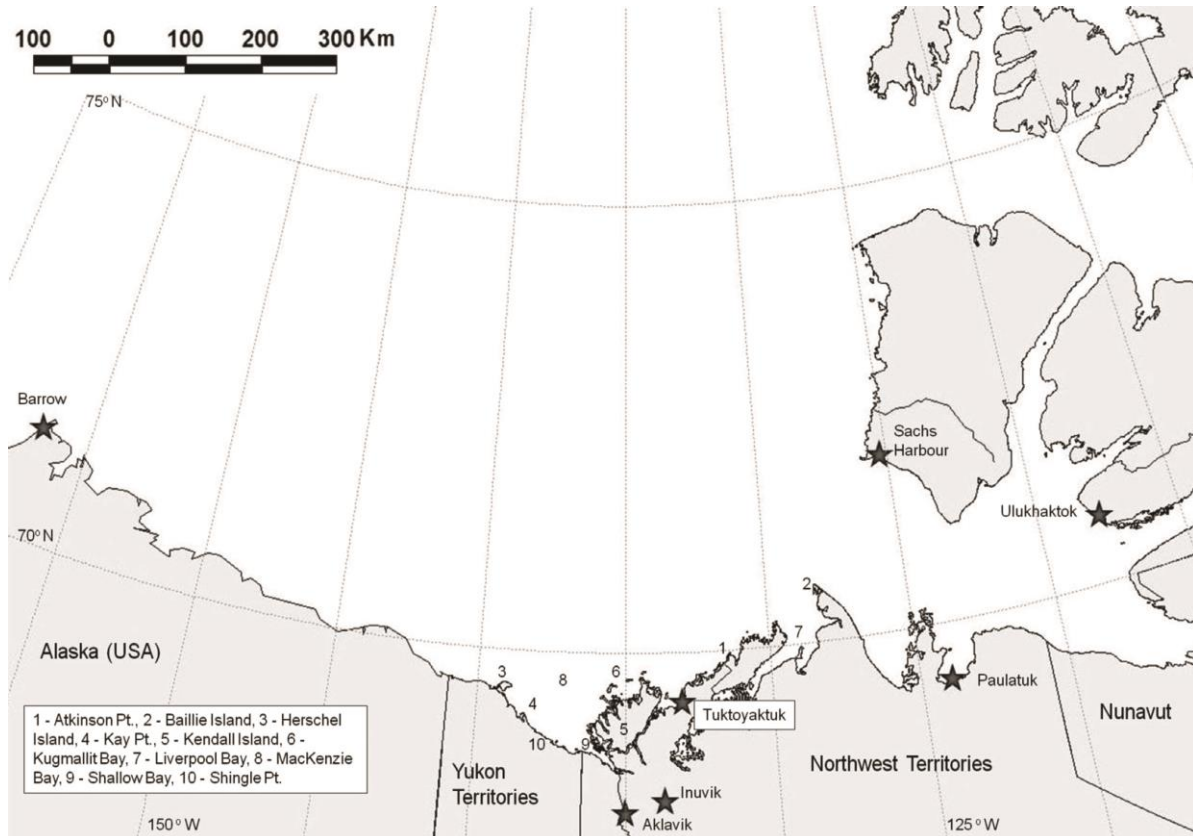 100 0 100 200 300 Km
75° N
Barrow
Sachs
Harbour
Ulukhaktok
70° N
2
7
1
Alaska (USA)
3
8
6
Paulatuk
4
5
Tuktoyaktuk
Nunavut
10
9
1 - Atkinson Pt., 2 - Baillie Island, 3 - Herschel
Island, 4 - Kay Pt., 5 - Kendall Island, 6 -
Kugmallit Bay, 7 - Liverpool Bay, 8 - MacKenzie
Bay, 9 - Shallow Bay, 10 - Shingle Pt.
Yukon
Territories
Northwest Territories
Inuvik
Aklavik
150° W
125° W